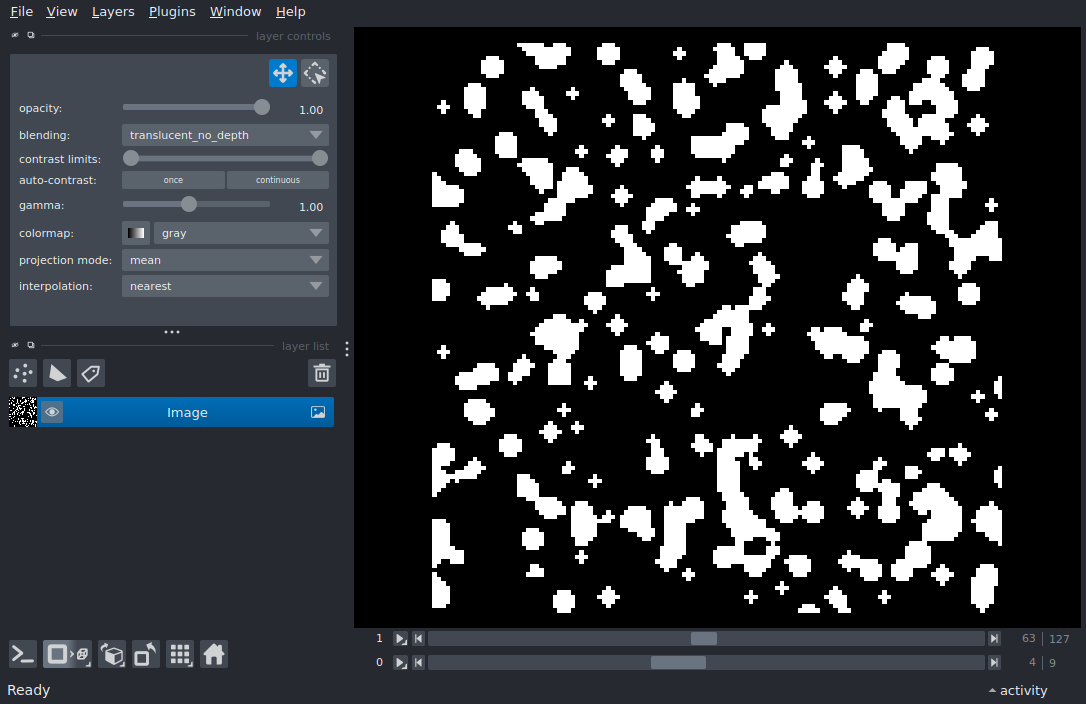 File View Layers Plugins Window Help
layer controls
opacity: 1.00
blending: translucent_no_depth
contrast limits:
auto-contrast: once continuous
gamma: 1.00
colormap: gray
projection mode: mean
interpolation: nearest
layer list
Image
1 63 127
0 4 9
Ready activity